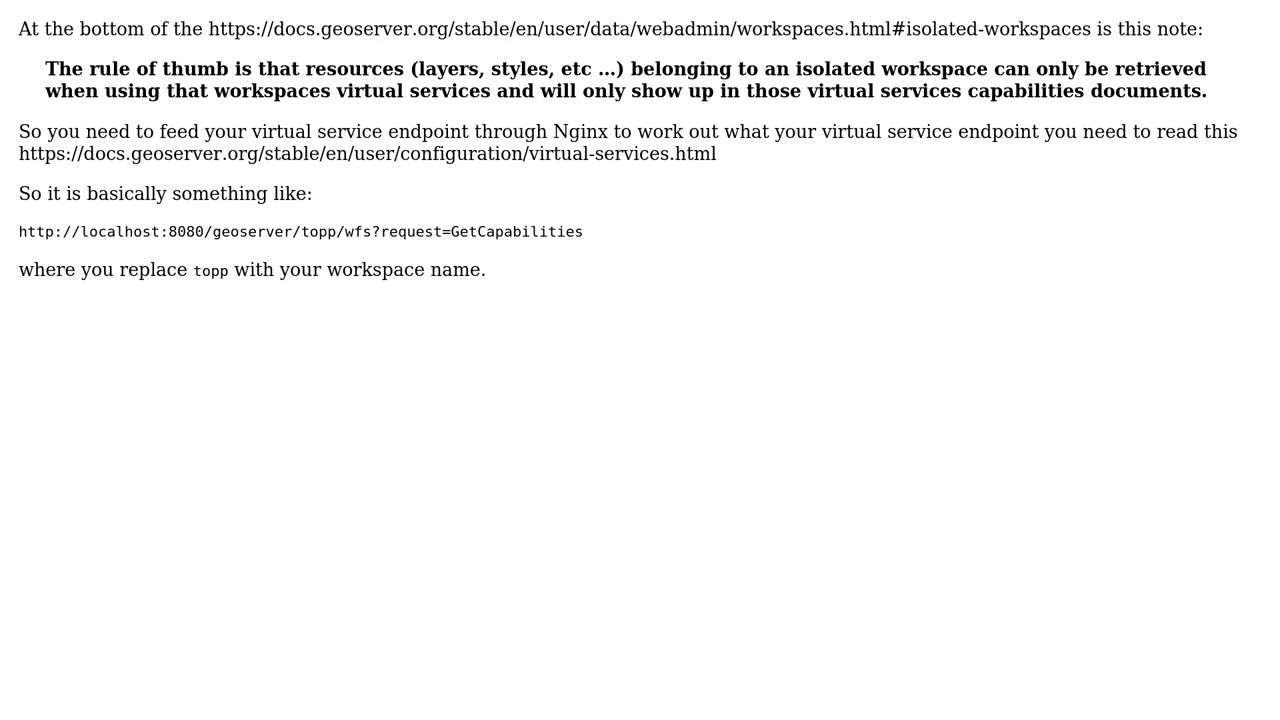 At the bottom of the https://docs.geoserver.org/stable/en/user/data/webadmin/workspaces.html#isolated-workspaces is this note:
The rule of thumb is that resources (layers, styles, etc ...) belonging to an isolated workspace can only be retrieved
when using that workspaces virtual services and will only show up in those virtual services capabilities documents.
So you need to feed your virtual service endpoint through Nginx to work out what your virtual service endpoint you need to read this
https://docs.geoserver.org/stable/en/user/configuration/virtual-services.html
So it is basically something like:
http://localhost:8080/geoserver/topp/wfs?request=GetCapabilities
where you replace topp with your workspace name.